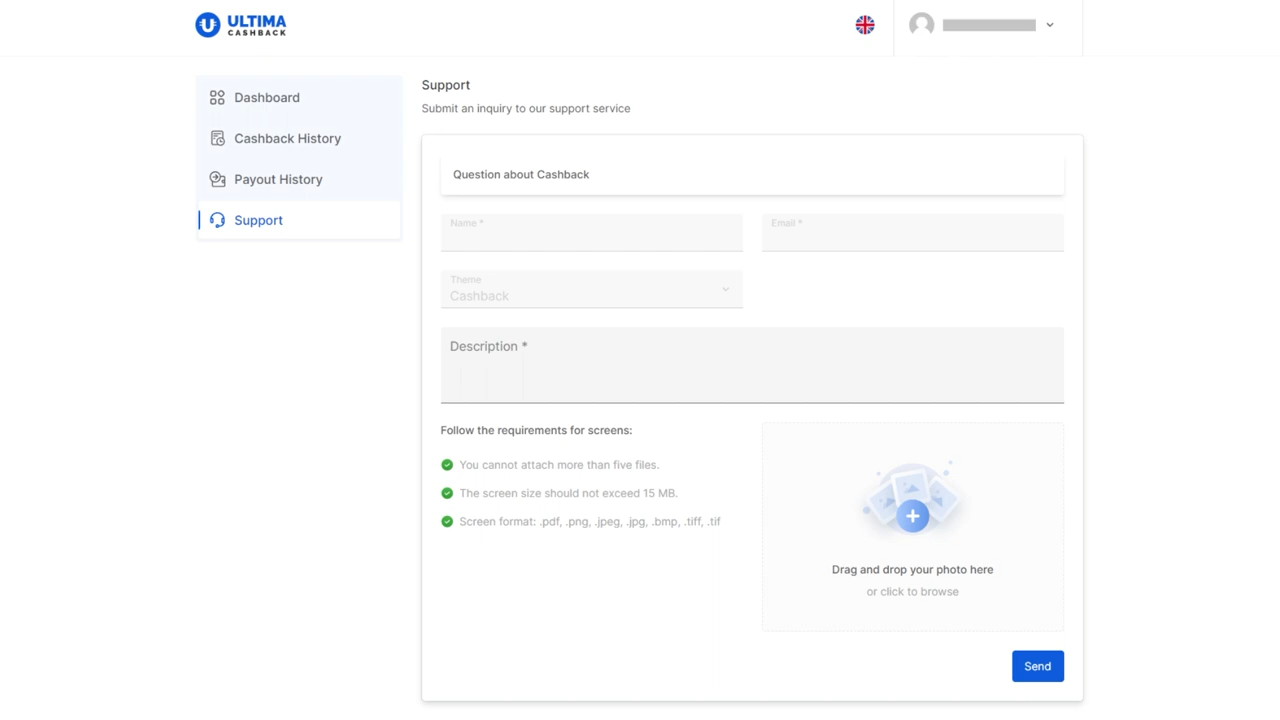 ULTIMA
CASHBACK
Dashboard
Cashback History
Payout History
Support
Support
Submit an inquiry to our support service
Question about Cashback
Name *
Email *
Theme
Cashback
Description *
Follow the requirements for screens:
You cannot attach more than five files.
The screen size should not exceed 15 MB.
Screen format: .pdf, .png, .jpeg, .jpg, .bmp, .tiff, .tif
Drag and drop your photo here
or click to browse
Send